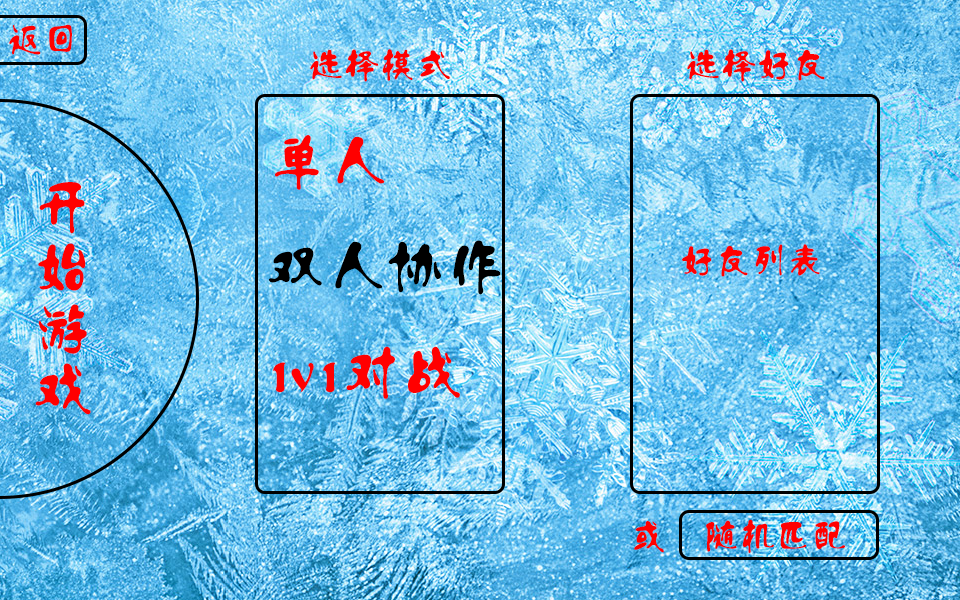 返回
开始游戏
选择模式
单人
双人协作
1v1对战
选择好友
好友列表
或 随机匹配